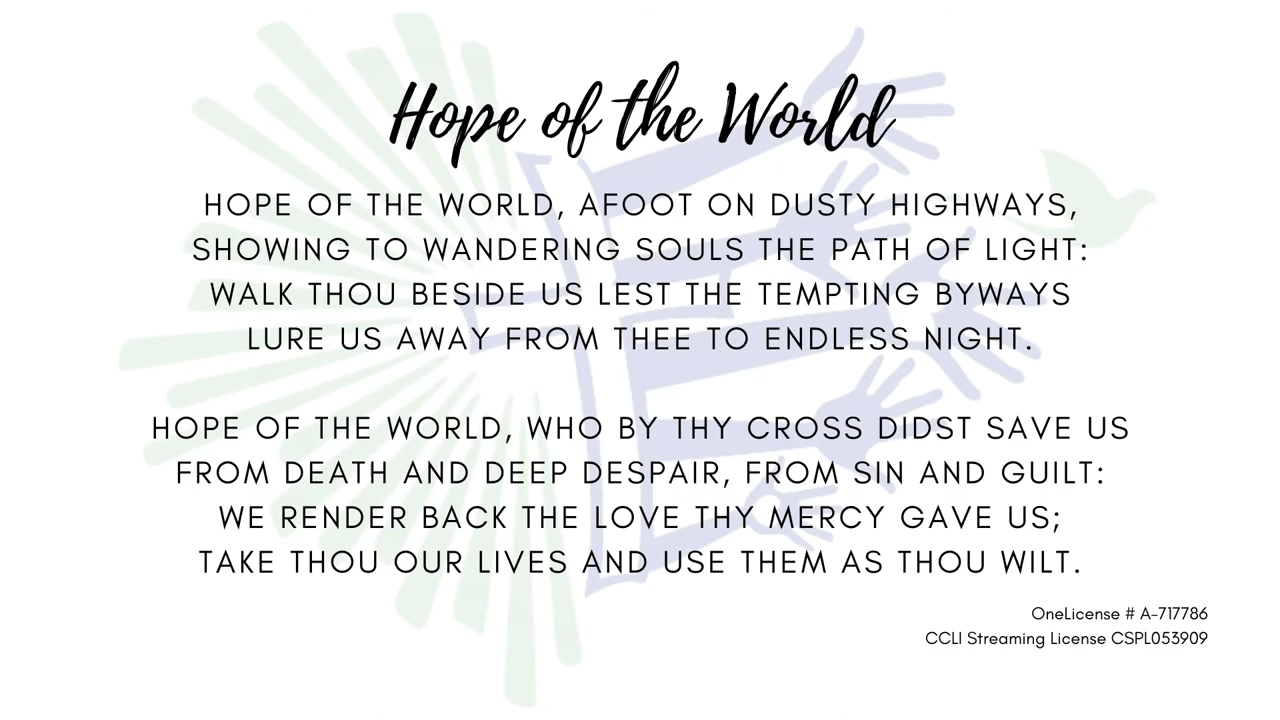 Hope of the World
HOPE OF THE WORLD, AFOOT ON DUSTY HIGHWAYS,
SHOWING TO WANDERING SOULS THE PATH OF LIGHT:
WALK THOU BESIDE US LEST THE TEMPTING BYWAYS
LURE US AWAY FROM THEE TO ENDLESS NIGHT.
HOPE OF THE WORLD, WHO BY THY CROSS DIDST SAVE US
FROM DEATH AND DEEP DESPAIR, FROM SIN AND GUILT:
WE RENDER BACK THE LOVE THY MERCY GAVE US;
TAKE THOU OUR LIVES AND USE THEM AS THOU WILT.
OneLicense # A-717786
CCLI Streaming License CSPL053909